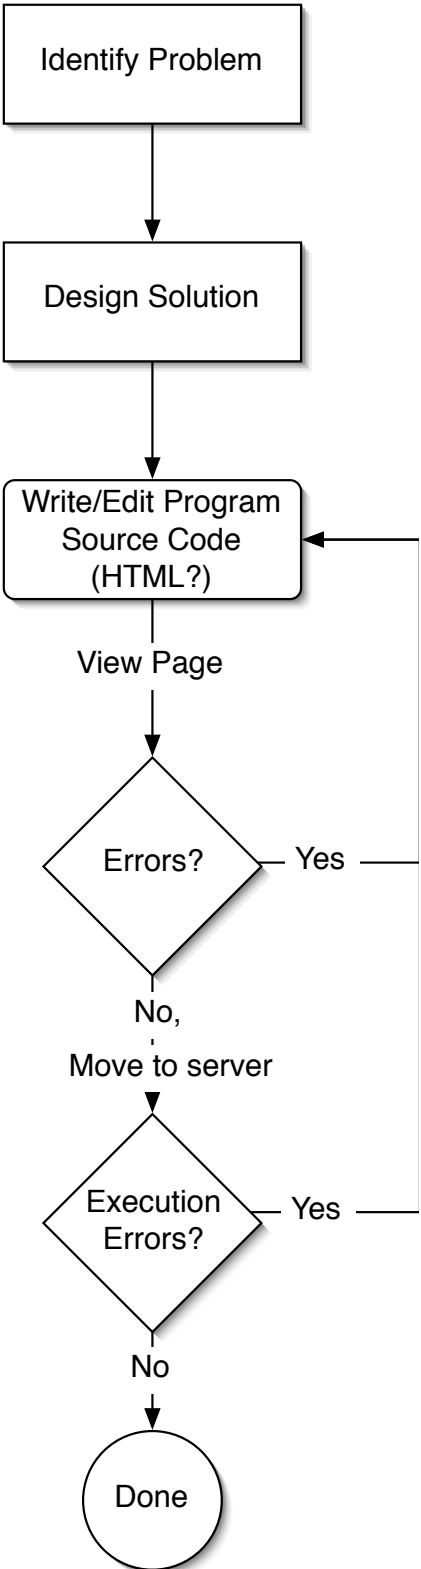 Identify Problem
Design Solution
Write/Edit Program
Source Code
(HTML?)
View Page
Errors?
Yes
No,
Move to server
Execution
Errors?
Yes
No
Done